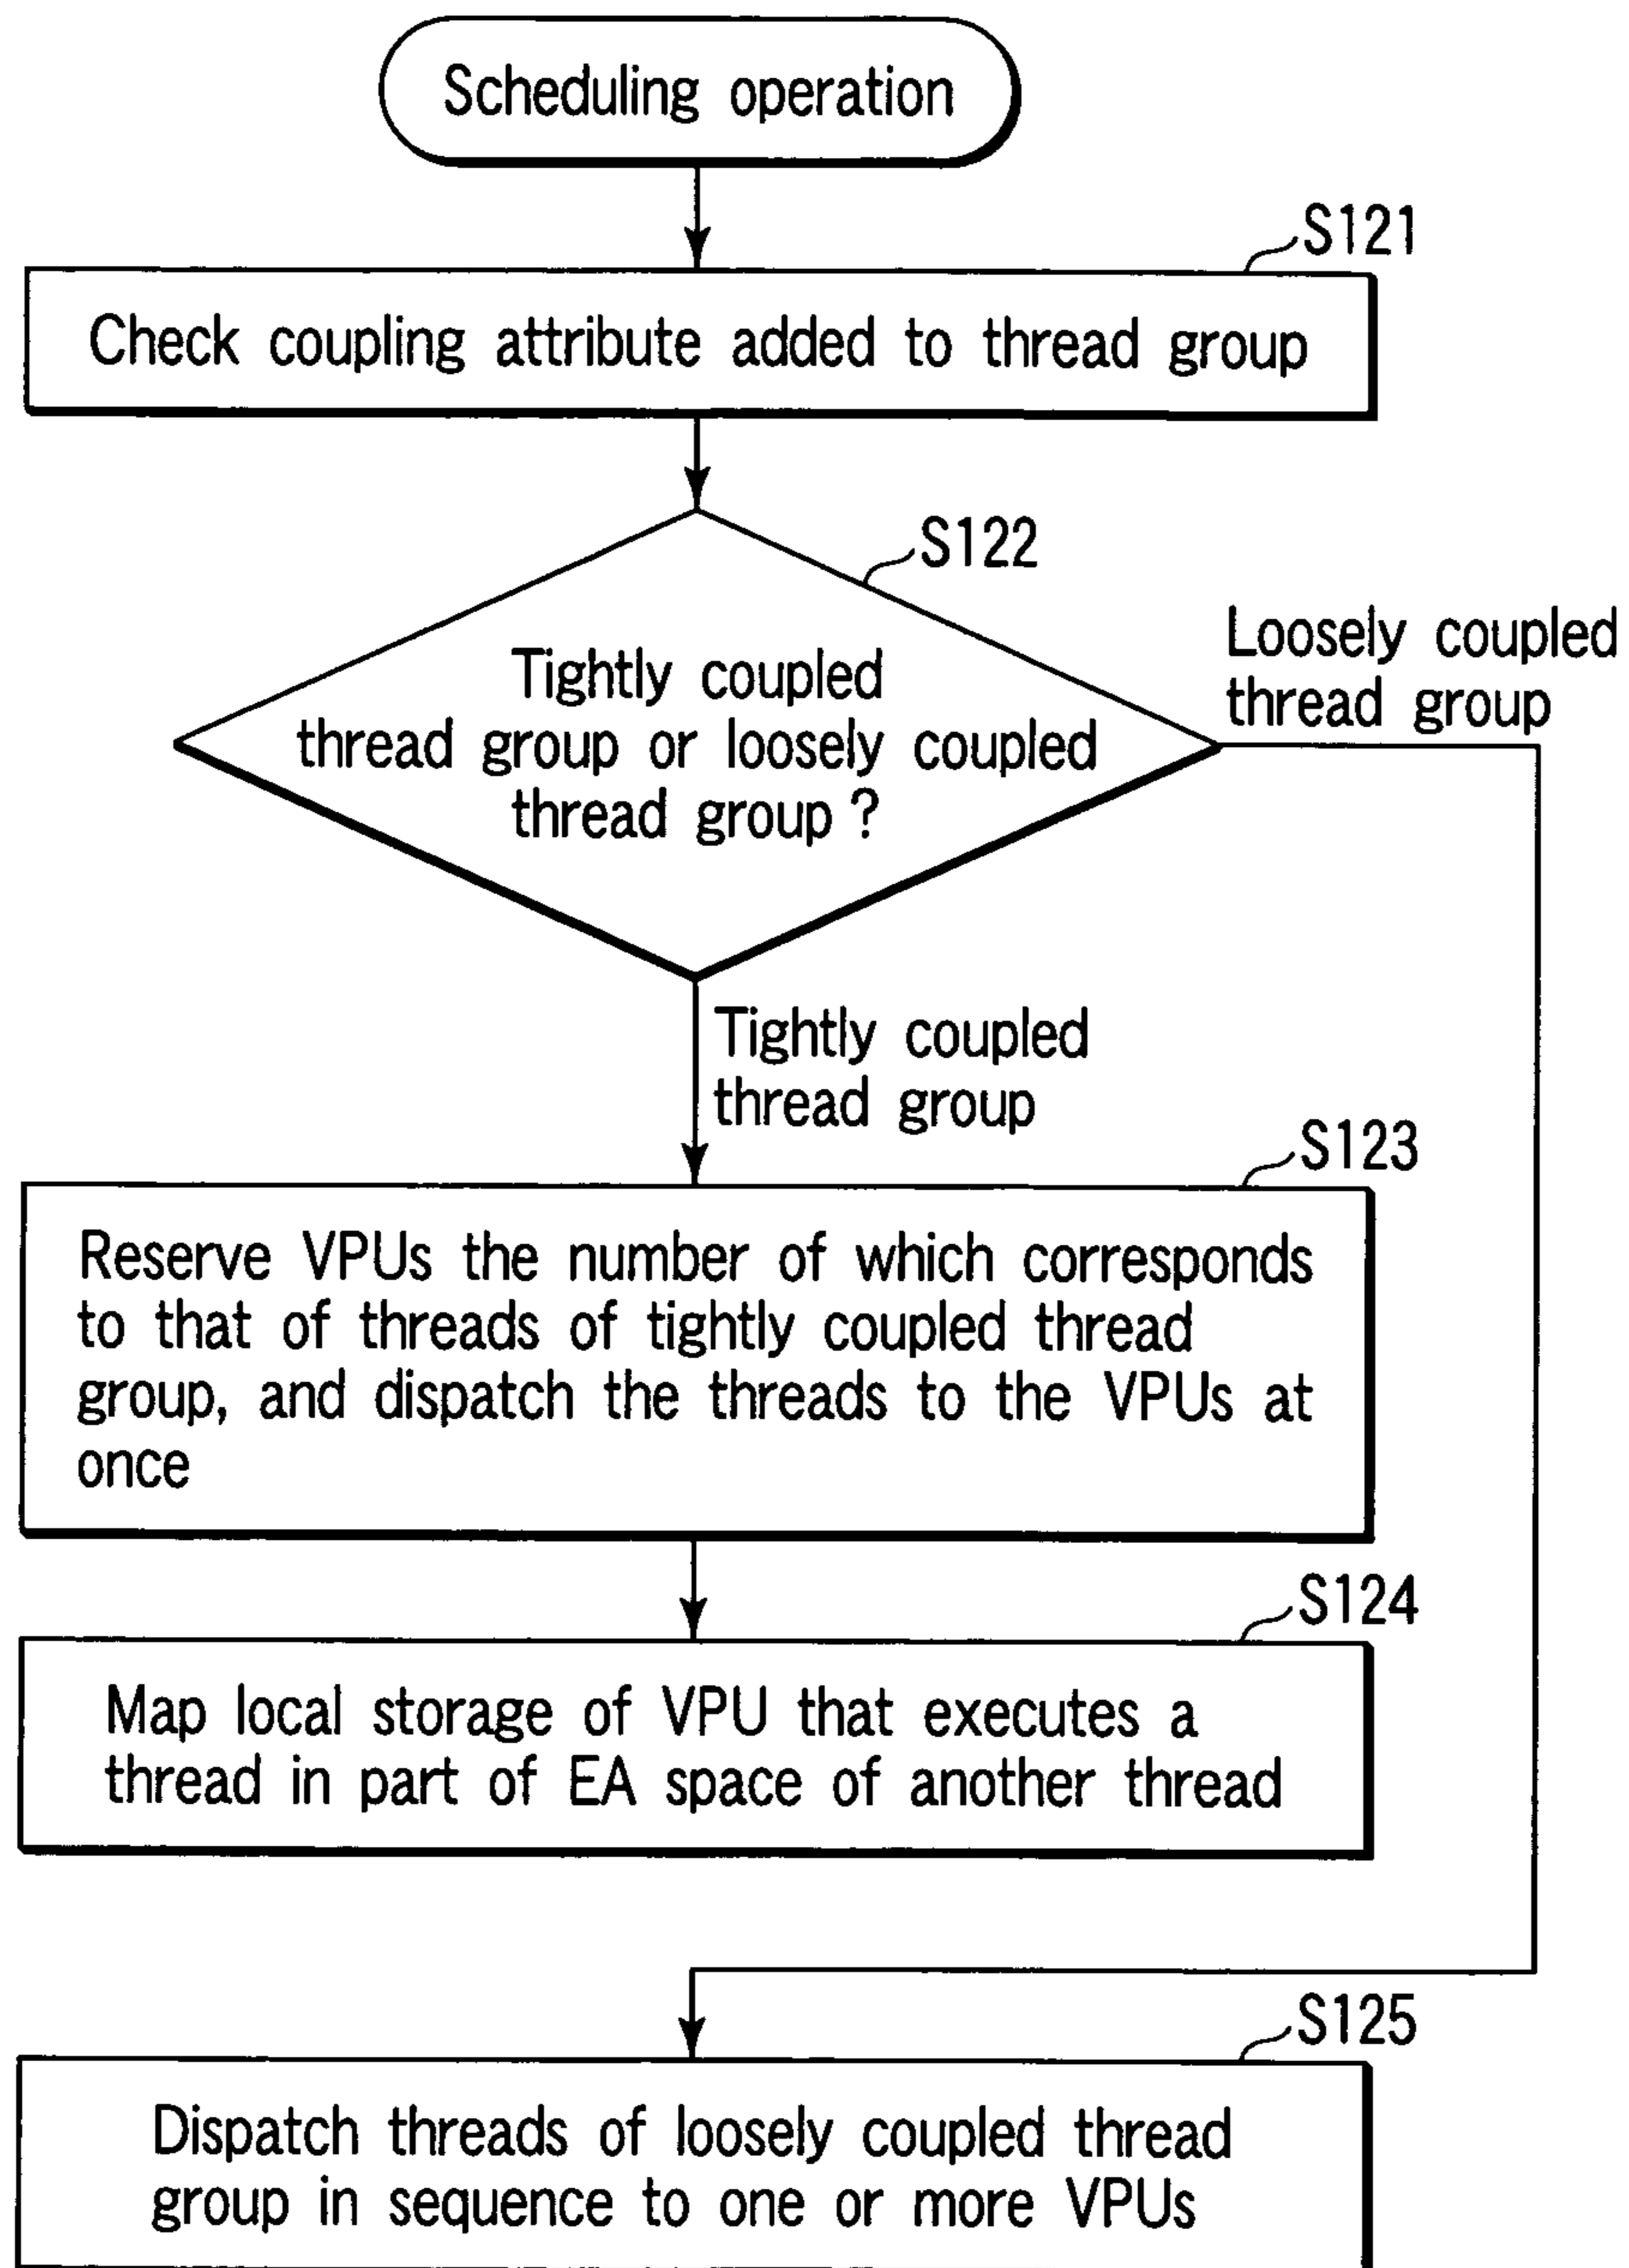 Scheduling operation
S121
Check coupling attribute added to thread group
S122
Tightly coupled
thread group or loosely coupled
thread group ?
Loosely coupled
thread group
Tightly coupled
thread group
S123
Reserve VPUs the number of which corresponds
to that of threads of tightly coupled thread
group, and dispatch the threads to the VPUs at
once
S124
Map local storage of VPU that executes a
thread in part of EA space of another thread
S125
Dispatch threads of loosely coupled thread
group in sequence to one or more VPUs